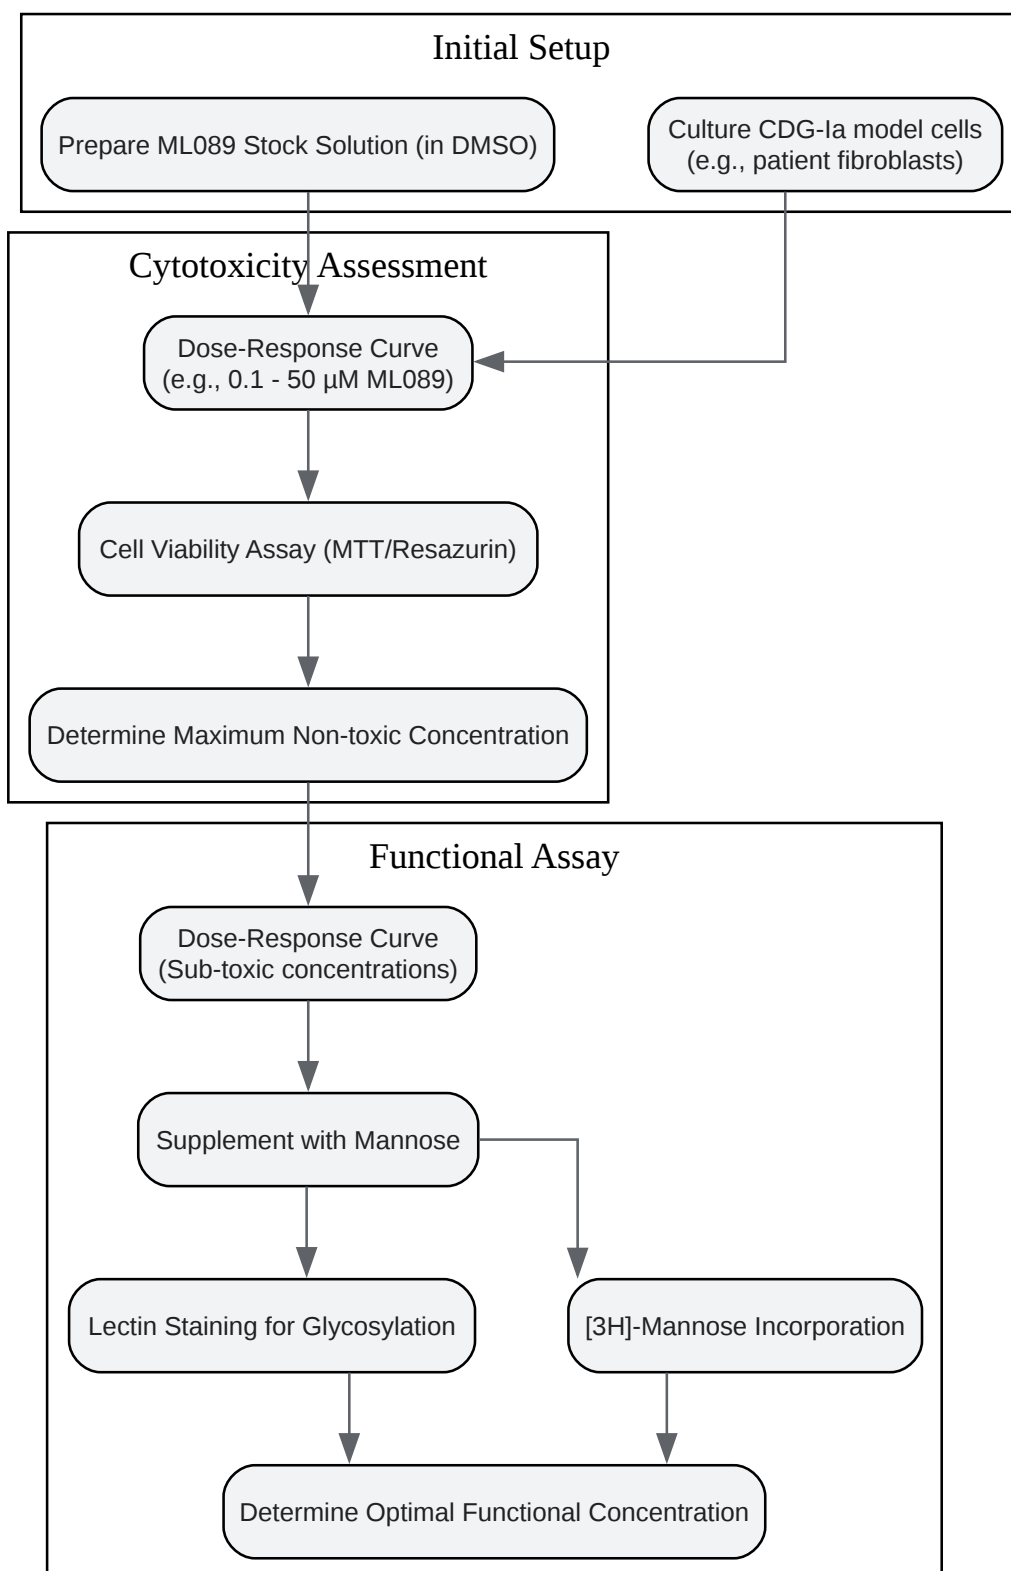 Initial Setup
Prepare ML089 Stock Solution (in DMSO)
Culture CDG-Ia model cells
(e.g., patient fibroblasts)
Cytotoxicity Assessment
Dose-Response Curve
(e.g., 0.1 - 50 µM ML089)
Cell Viability Assay (MTT/Resazurin)
Determine Maximum Non-toxic Concentration
Functional Assay
Dose-Response Curve
(Sub-toxic concentrations)
Supplement with Mannose
Lectin Staining for Glycosylation
[3H]-Mannose Incorporation
Determine Optimal Functional Concentration